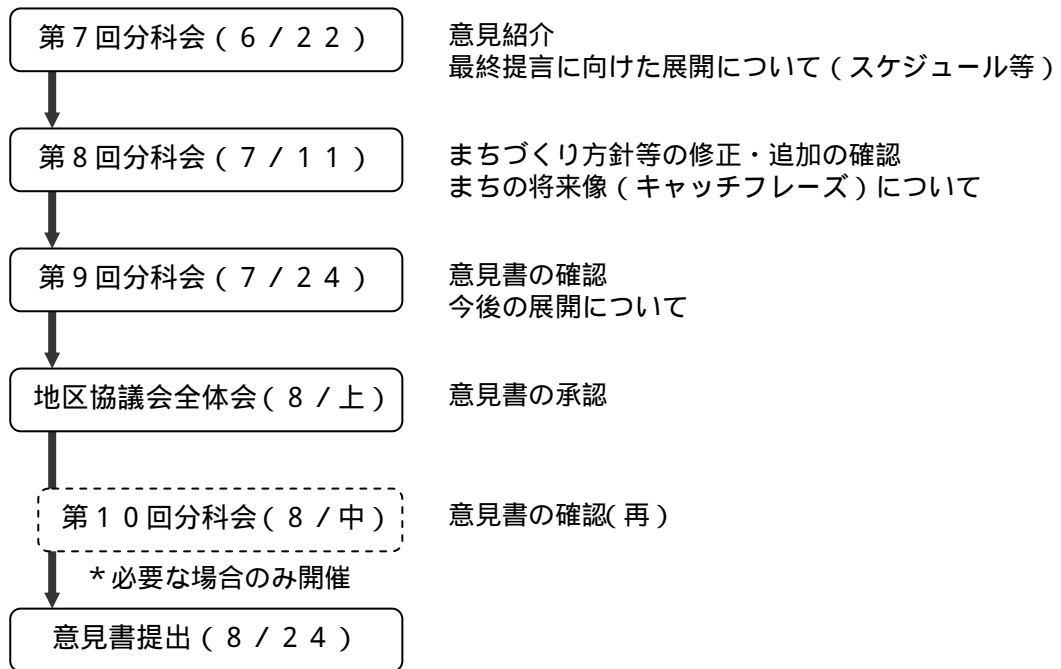 第７回分科会（６／２２）
意見紹介
最終提言に向けた展開について（スケジュール等）
第８回分科会（７／１１）
まちづくり方針等の修正・追加の確認
まちの将来像（キャッチフレーズ）について
第９回分科会（７／２４）
意見書の確認
今後の展開について
地区協議会全体会（８／上）
意見書の承認
第１０回分科会（８／中）
意見書の確認（再）
＊必要な場合のみ開催
意見書提出（８／２４）